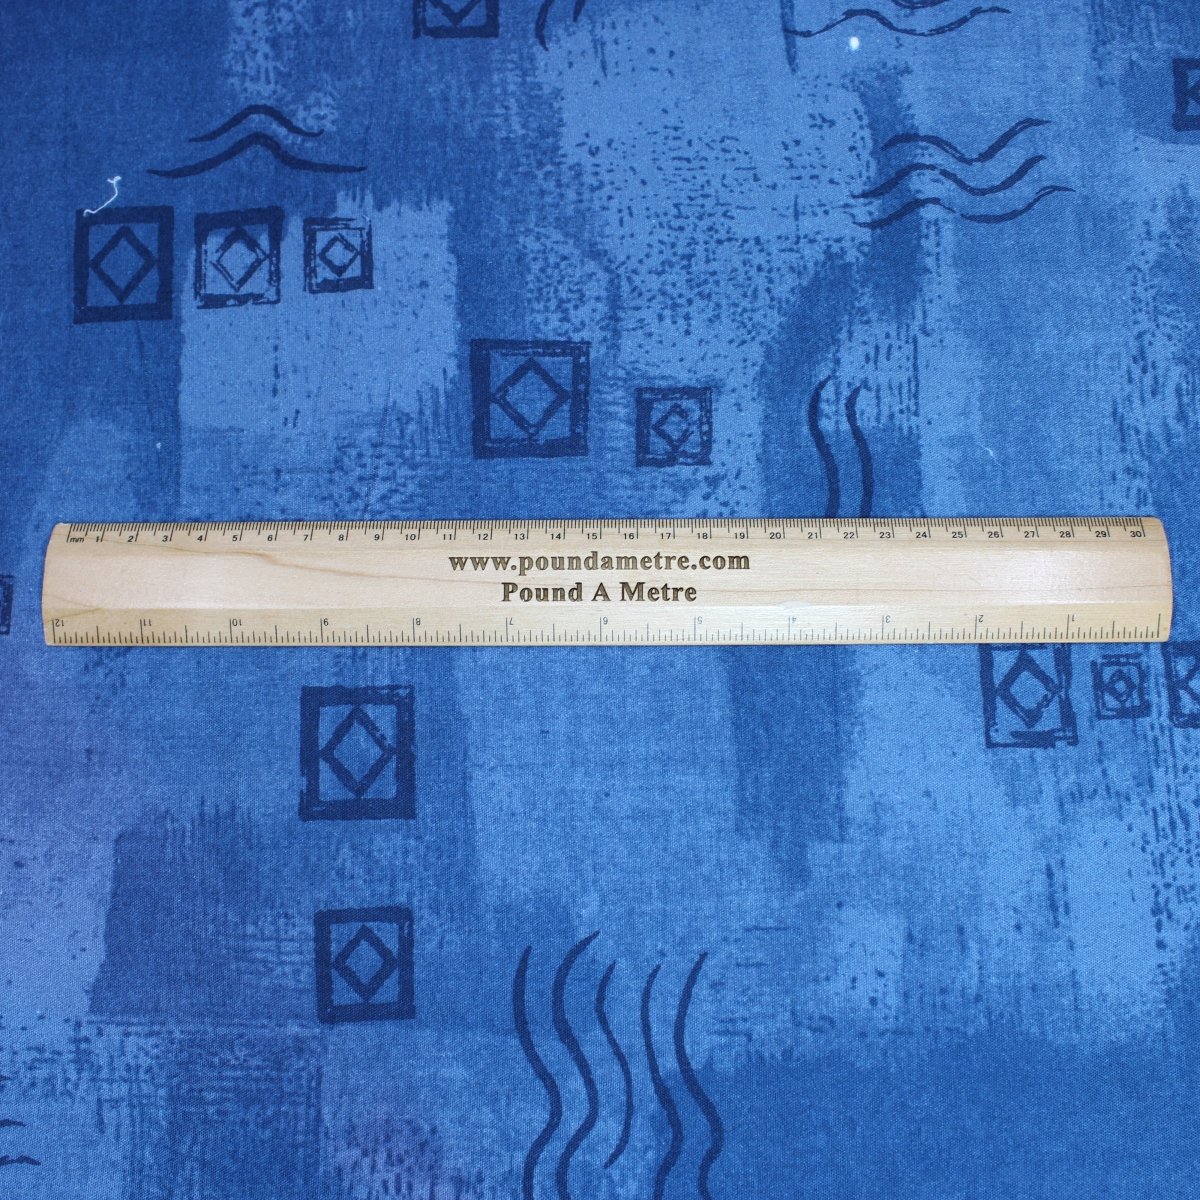 mm 1 2 3 4 5 6 7 8 9 10 11 12 13 14 15 16 17 18 19 20 21 22 23 24 25 26 27 28 29 30
www.poundametre.com
Pound A Metre
12 11 10 9 8 7 6 5 4 3 2 1